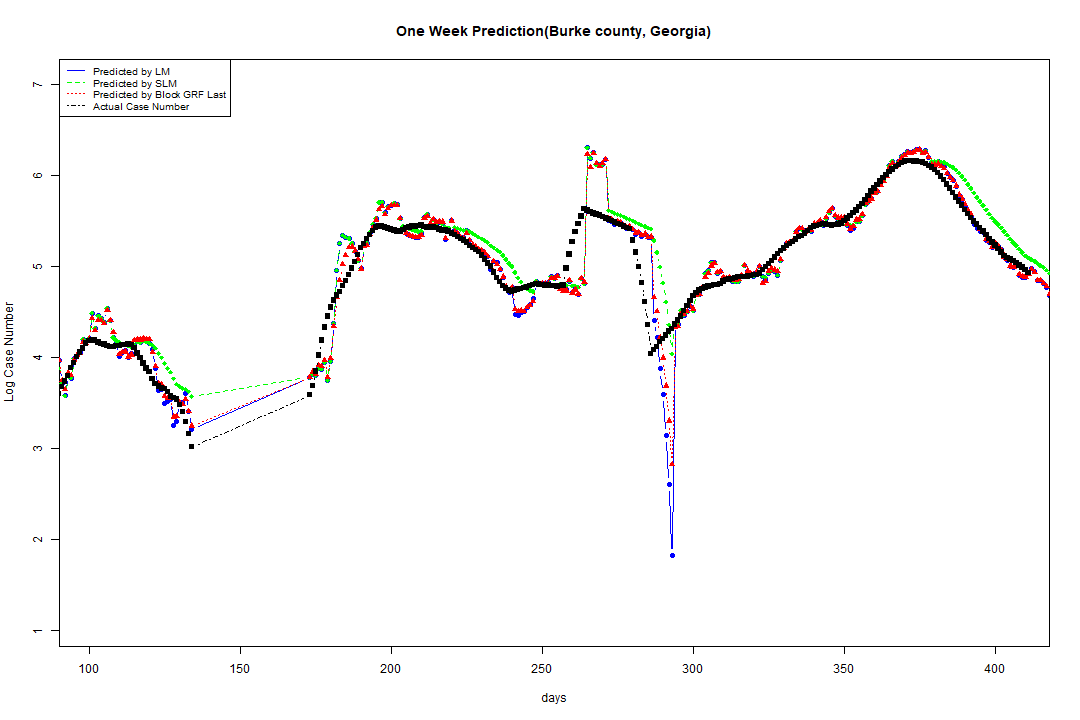 One Week Prediction(Burke county, Georgia)
Predicted by LM
Predicted by SLM
Predicted by Block GRF Last
Actual Case Number
Log Case Number
7
6
5
4
3
2
1
100 150 200 250 300 350 400
days